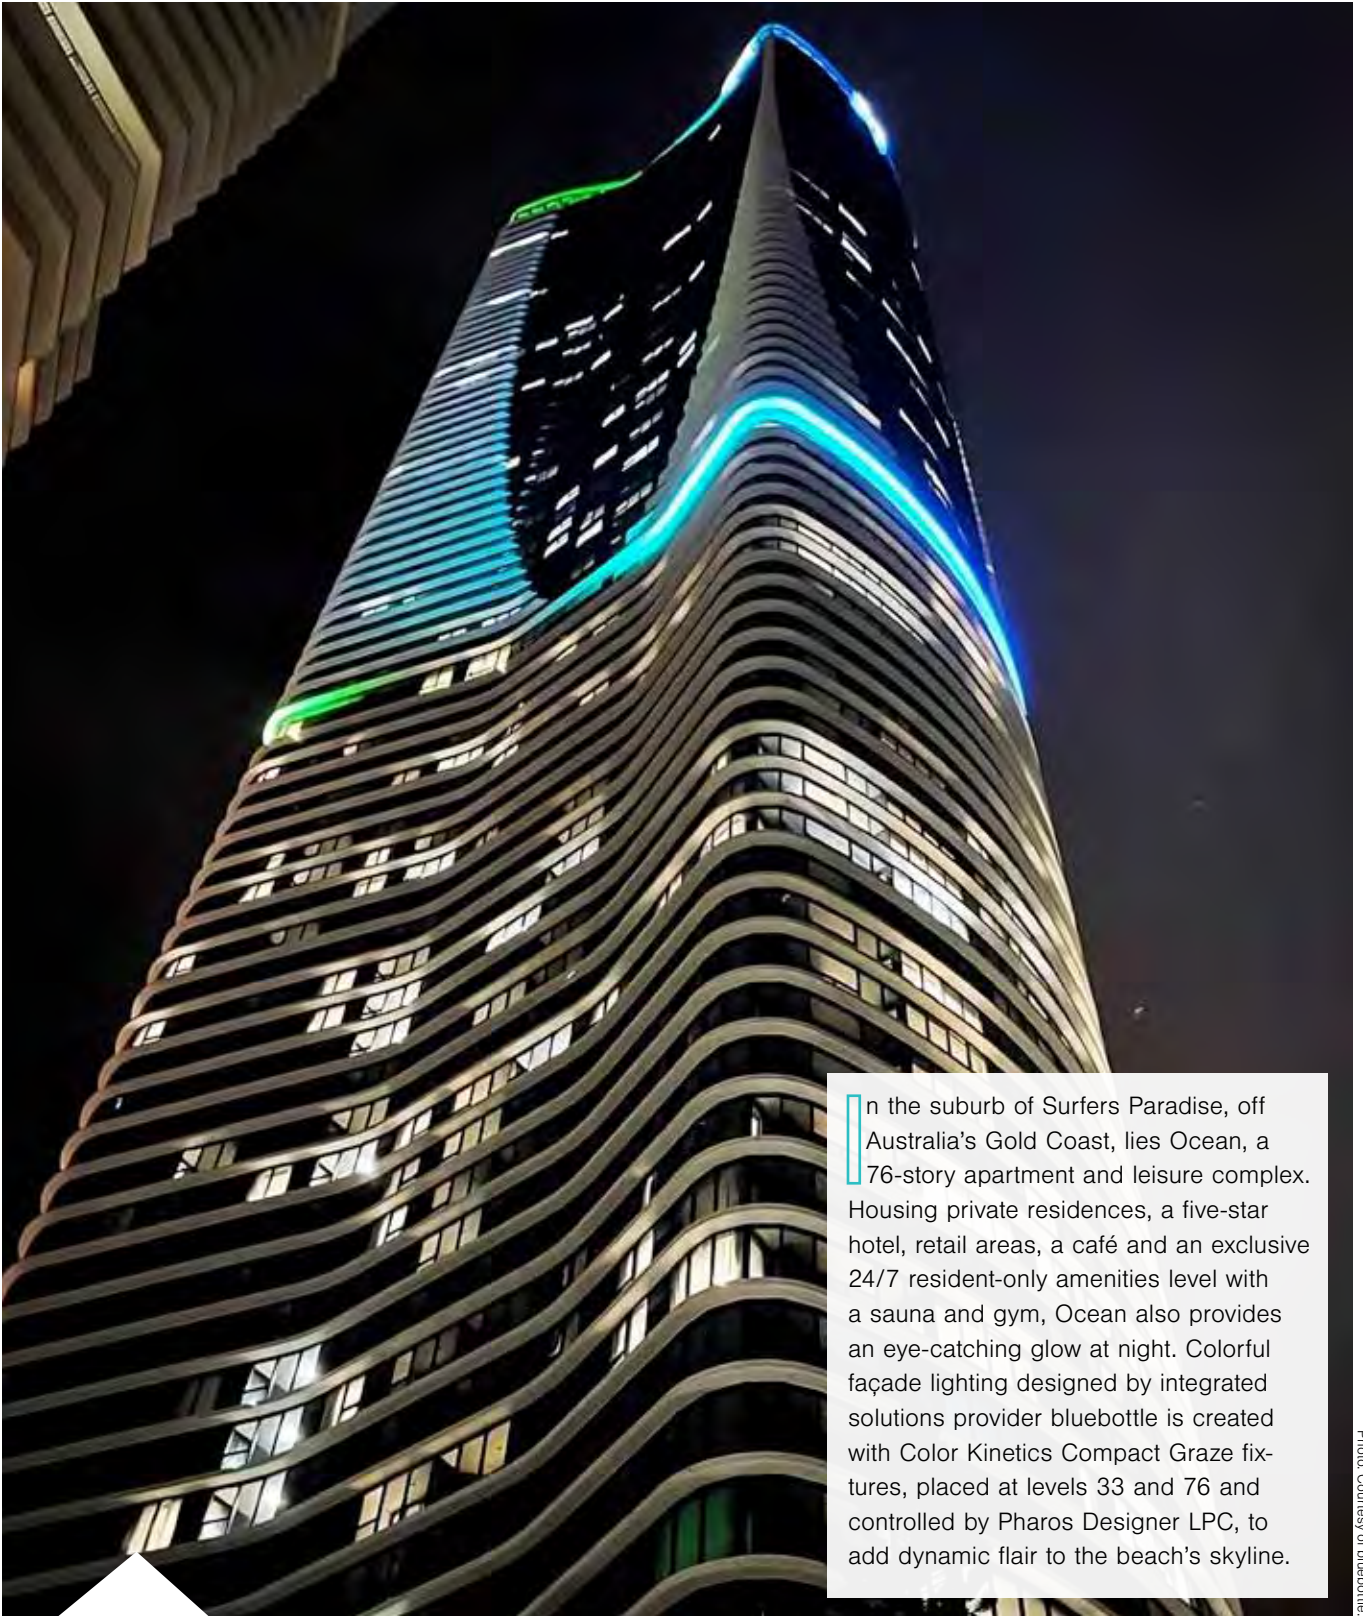 In the suburb of Surfers Paradise, off
Australia’s Gold Coast, lies Ocean, a
76-story apartment and leisure complex.
Housing private residences, a five-star
hotel, retail areas, a café and an exclusive
24/7 resident-only amenities level with
a sauna and gym, Ocean also provides
an eye-catching glow at night. Colorful
façade lighting designed by integrated
solutions provider bluebottle is created
with Color Kinetics Compact Graze fix-
tures, placed at levels 33 and 76 and
controlled by Pharos Designer LPC, to
add dynamic flair to the beach’s skyline.
Photo: Courtesy of bluebottle